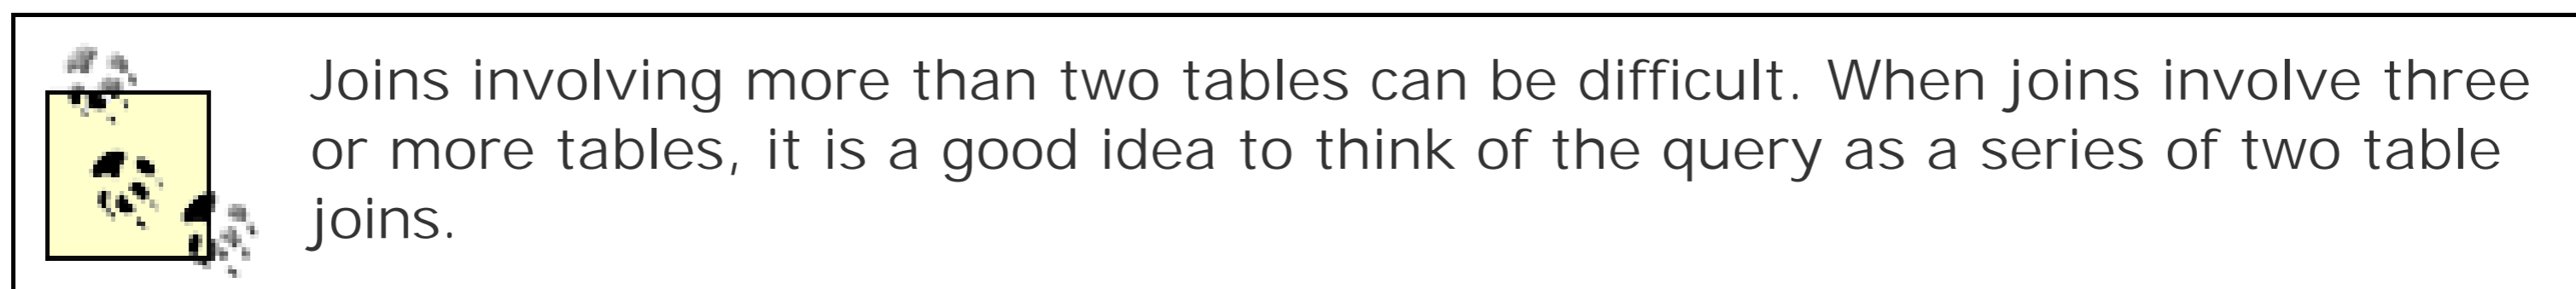 Joins involving more than two tables can be difficult. When joins involve three
or more tables, it is a good idea to think of the query as a series of two table
joins.